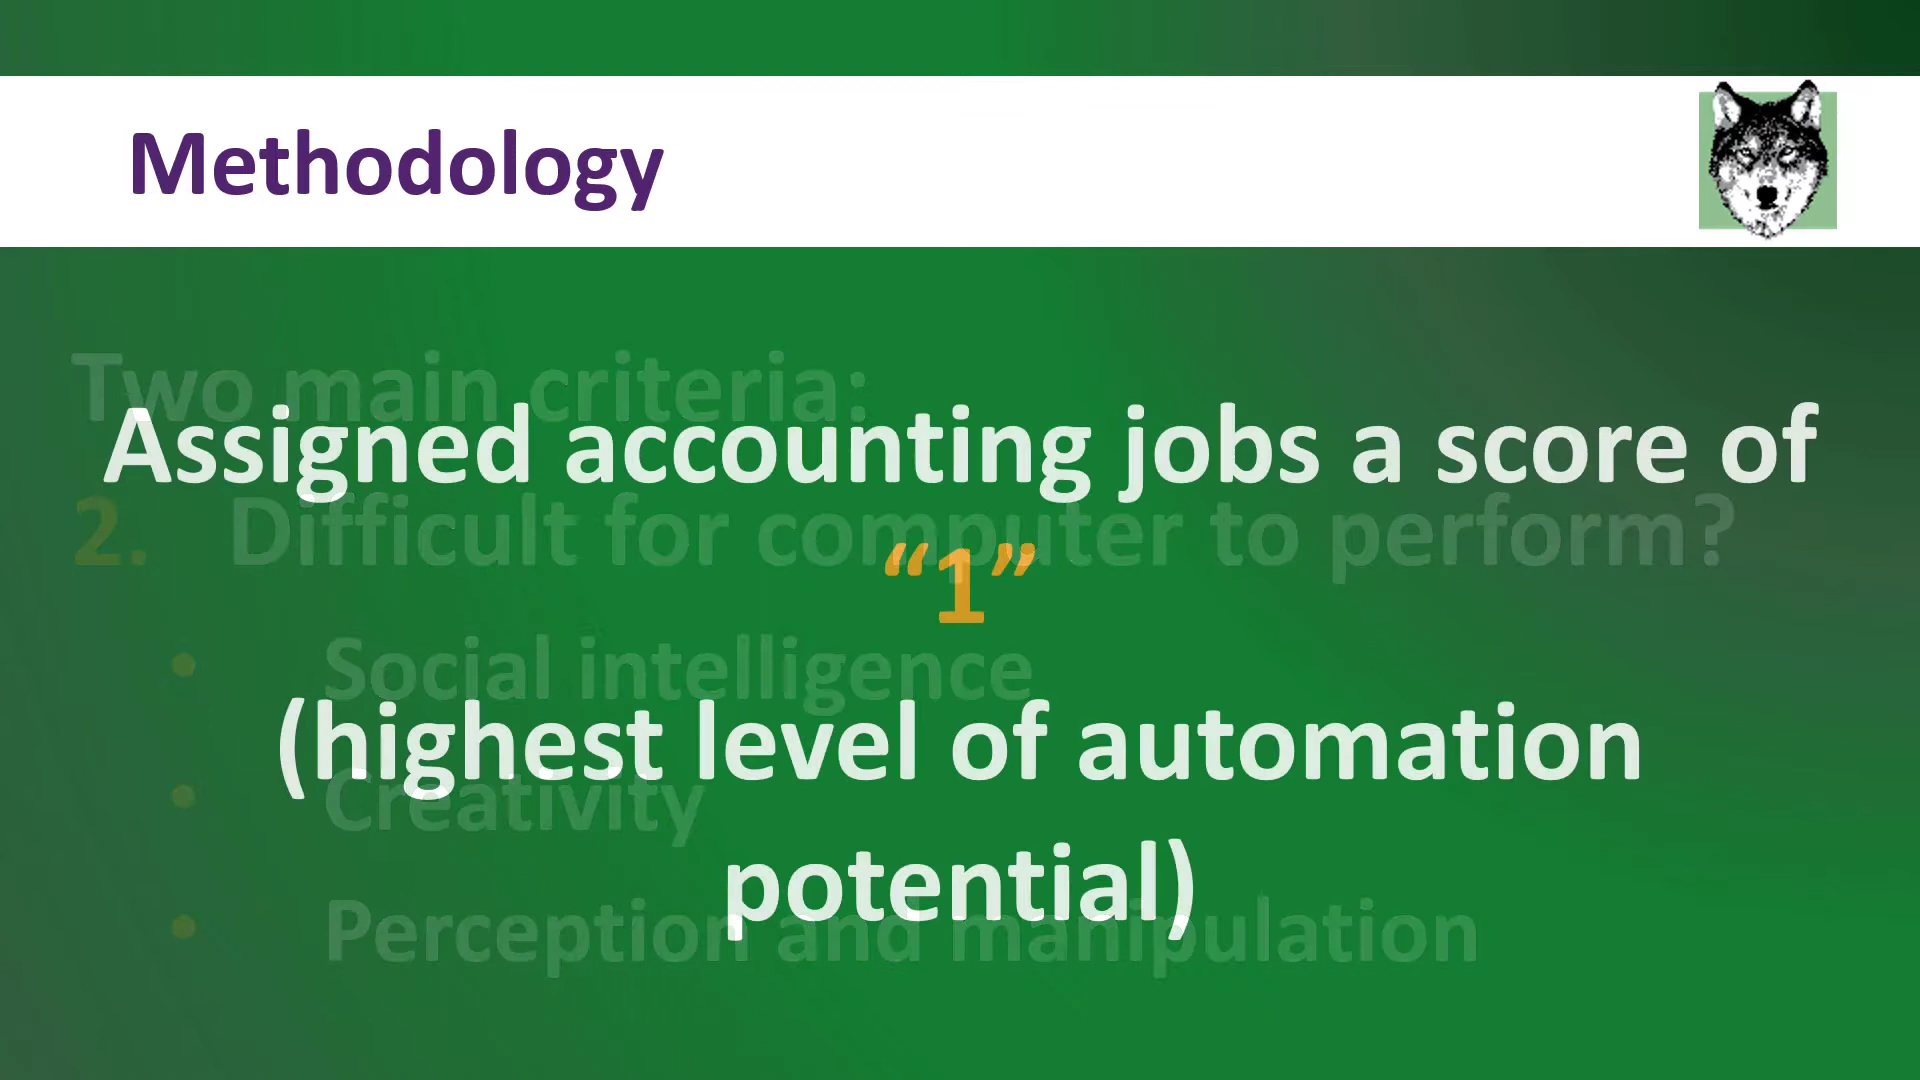 Methodology
Two main criteria:
Assigned accounting jobs a score of
2. Difficult for computer to perform?
“1”
• Social intelligence
(highest level of automation
• Creativity
potential)
• Perception and manipulation